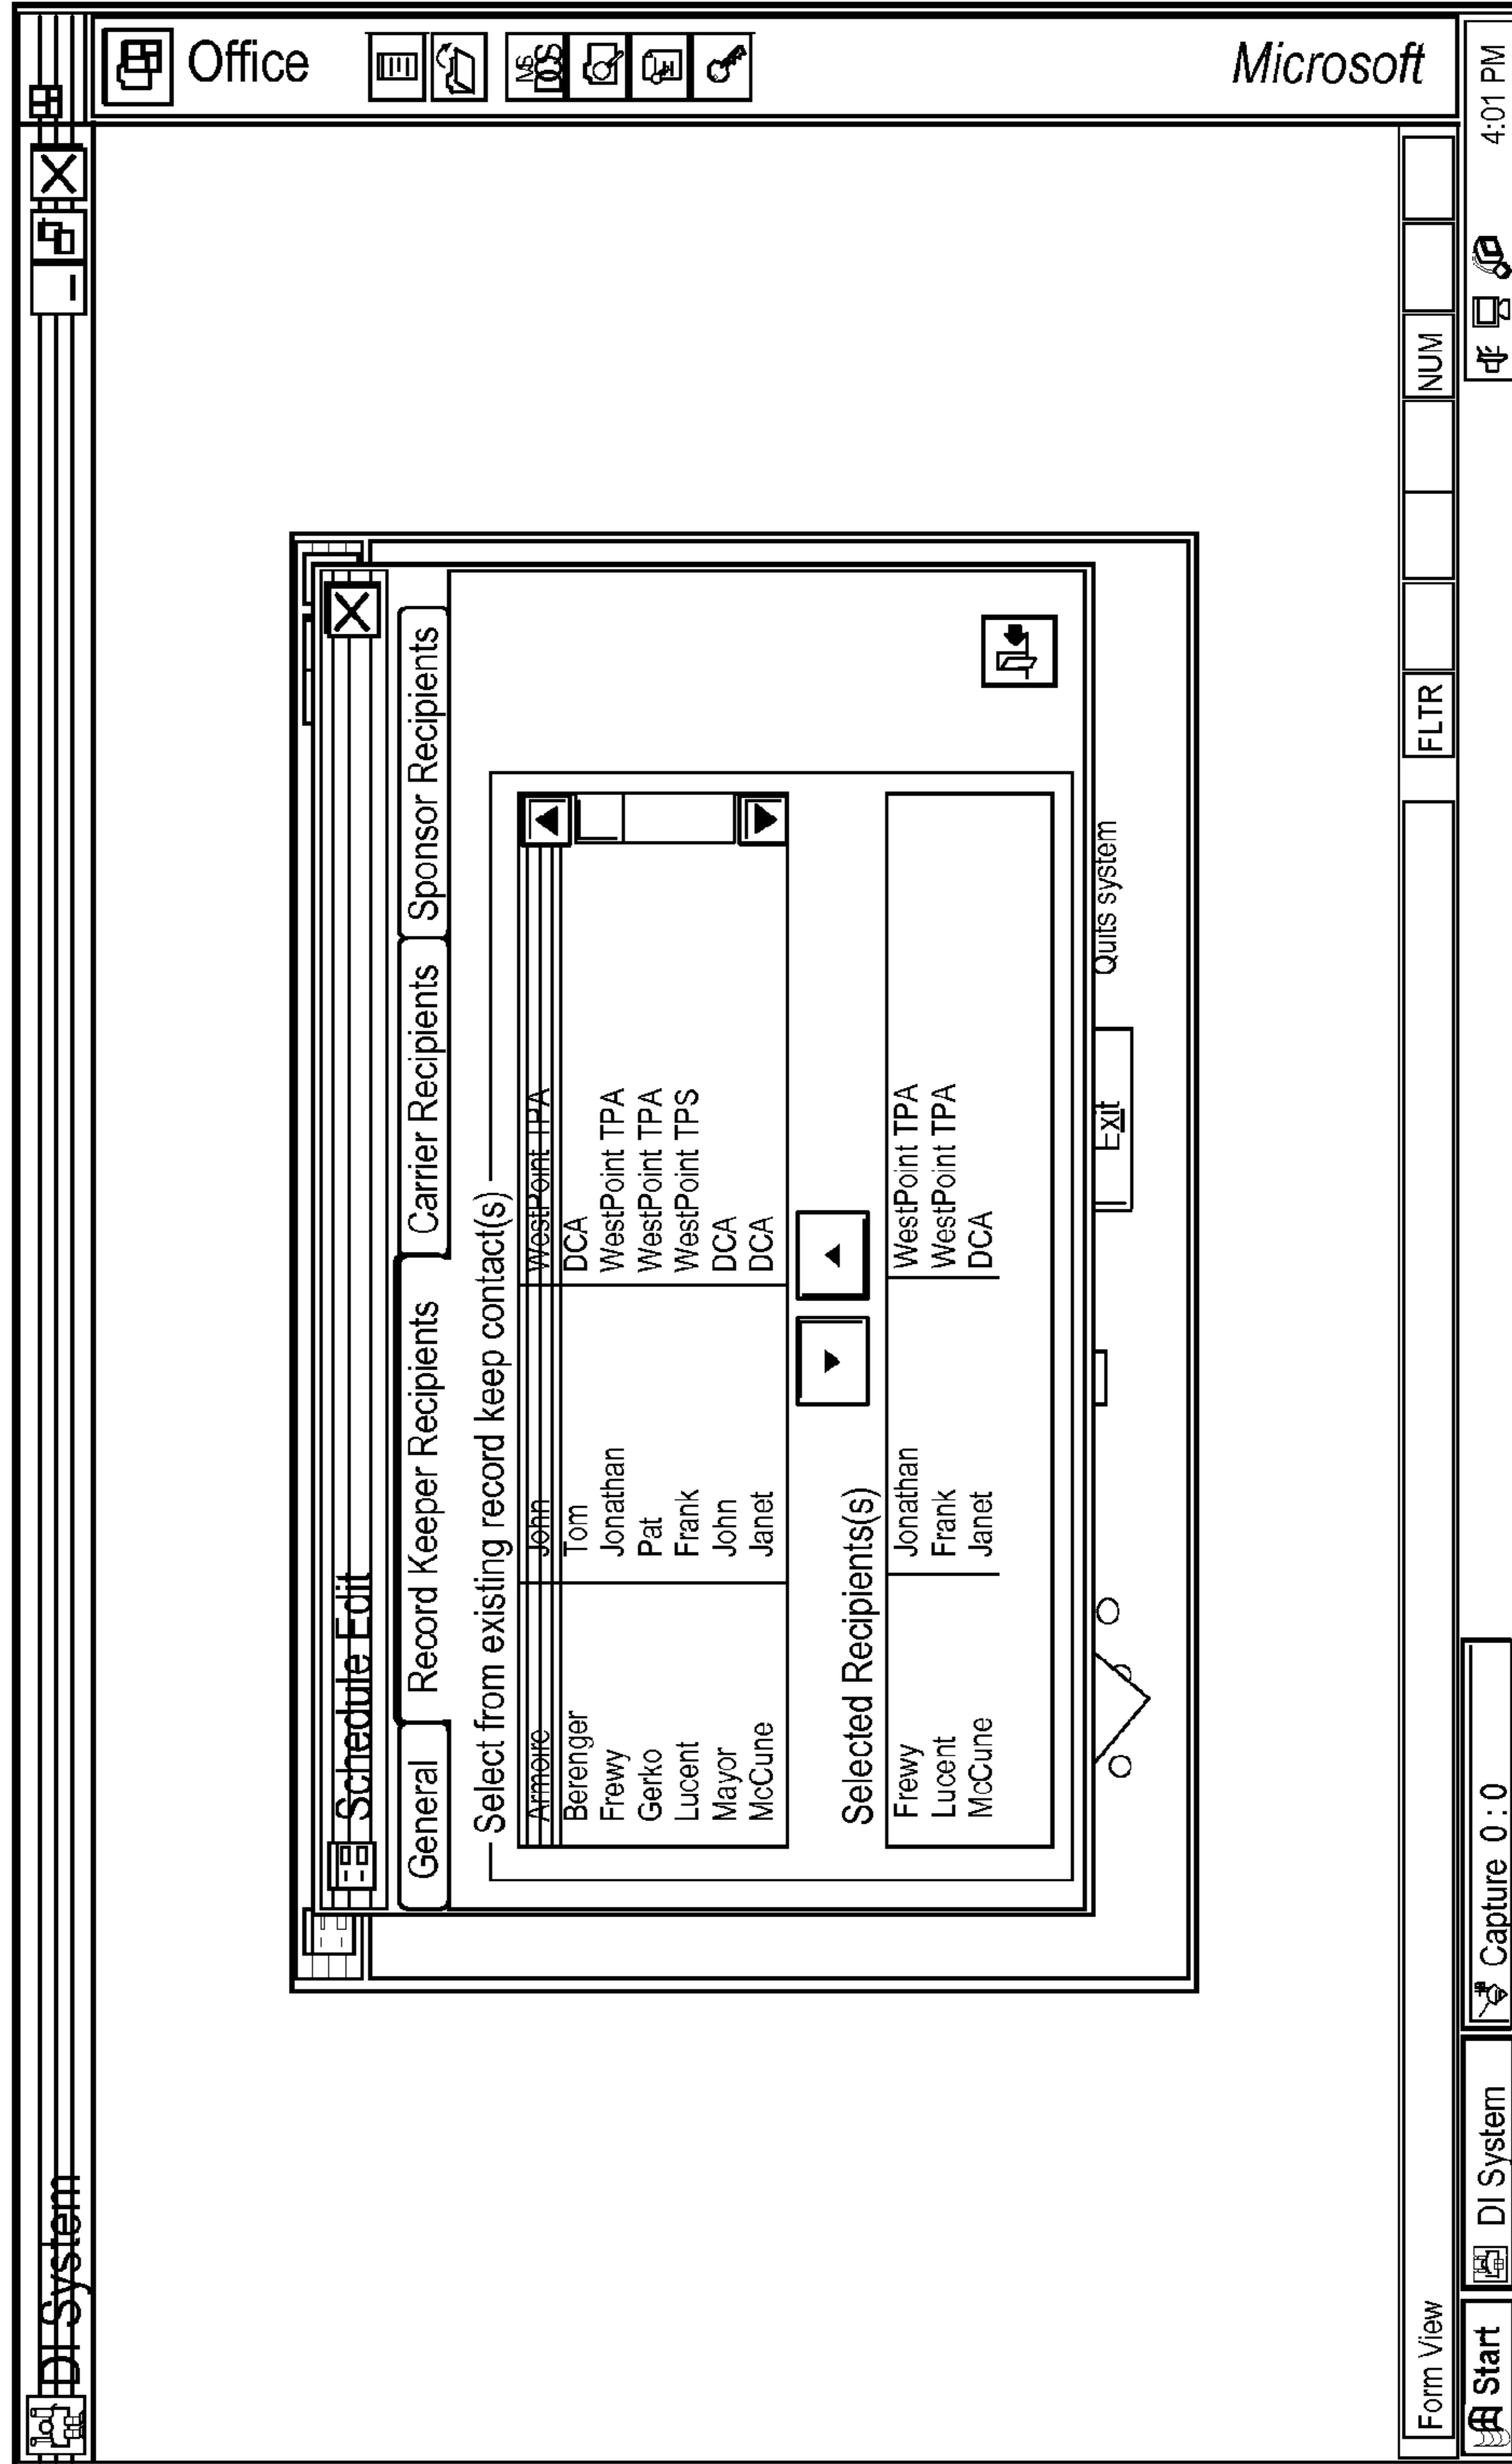 DI System
Office
MS DOS
Microsoft
Schedule Edit
General Record Keeper Recipients Carrier Recipients Sponsor Recipients
Select from existing record keep contact(s)
Armoire John WestPoint TPA
Berenger Tom DCA
Frewy Jonathan WestPoint TPA
Gerko Pat WestPoint TPA
Lucent Frank WestPoint TPS
Mayor John DCA
McCune Janet DCA
Selected Recipients(s)
Frewy Jonathan WestPoint TPA
Lucent Frank WestPoint TPA
McCune Janet DCA
Exit Quits system
Form View FLTR NUM
Start DI System Capture 0 : 0 4:01 PM